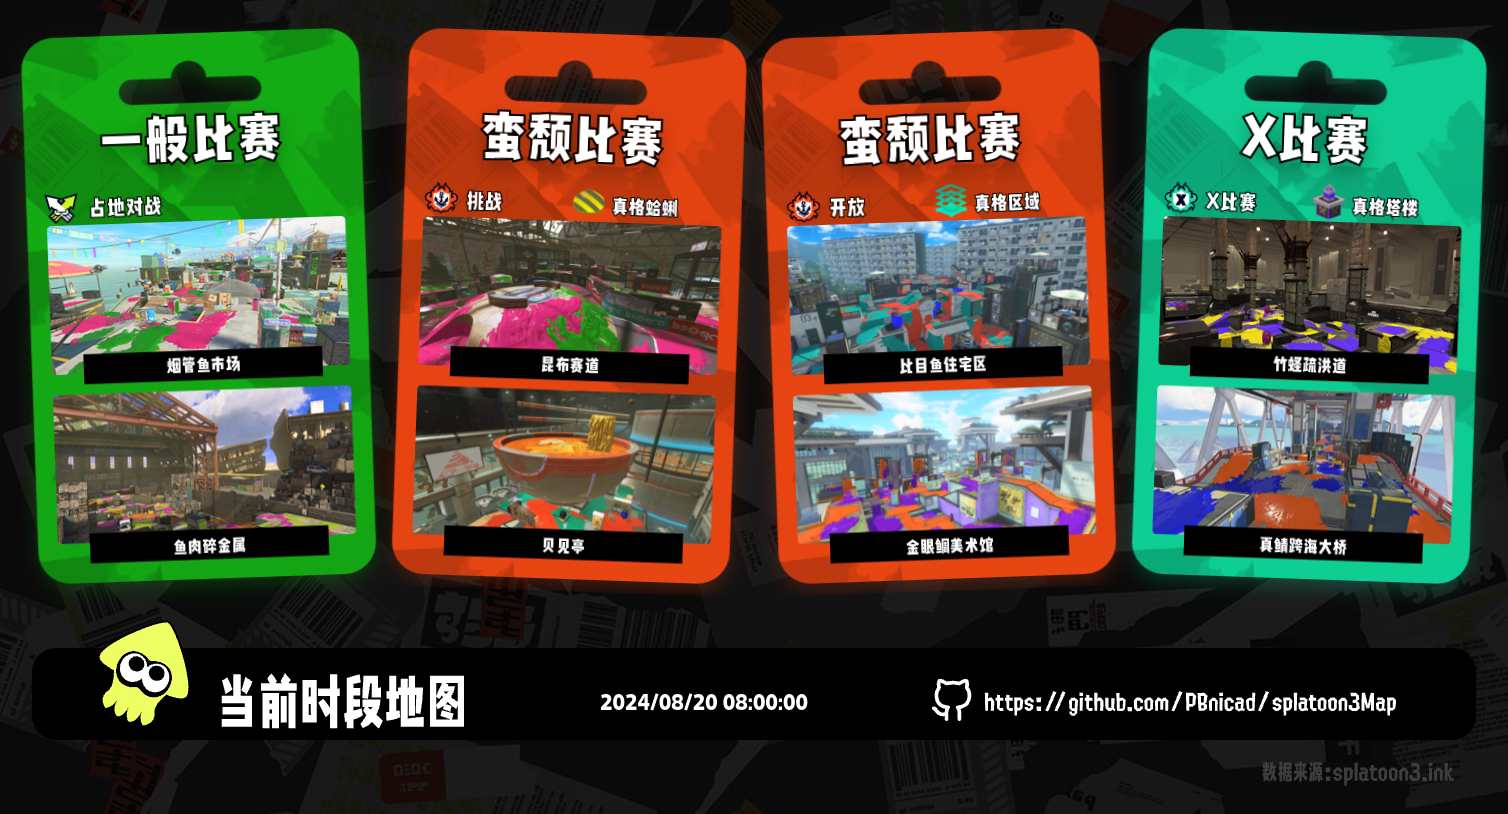 一般比赛
占地对战
烟管鱼市场
鱼肉碎金属
蛮颓比赛
挑战
真格蛤蜊
昆布赛道
贝见亭
蛮颓比赛
开放
真格区域
比目鱼住宅区
金眼鲷美术馆
X比赛
X比赛
真格塔楼
竹蛏疏洪道
真鲭跨海大桥
当前时段地图
2024/08/20 08:00:00
https://github.com/PBnicad/splatoon3Map
数据来源:splatoon3.ink